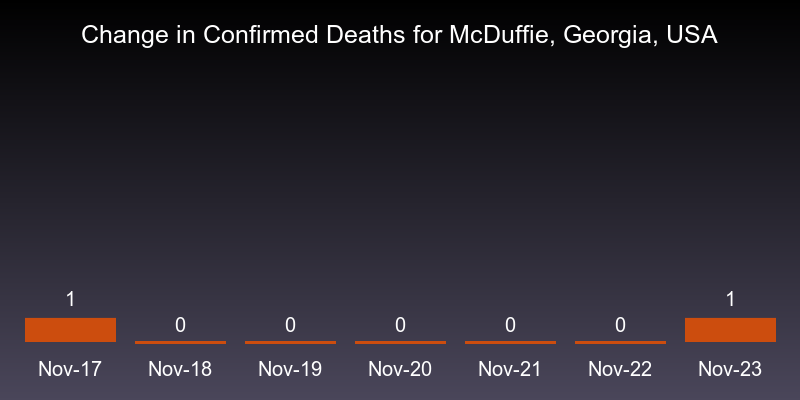 Change in Confirmed Deaths for McDuffie, Georgia, USA
1 0 0 0 0 0 1
Nov-17 Nov-18 Nov-19 Nov-20 Nov-21 Nov-22 Nov-23